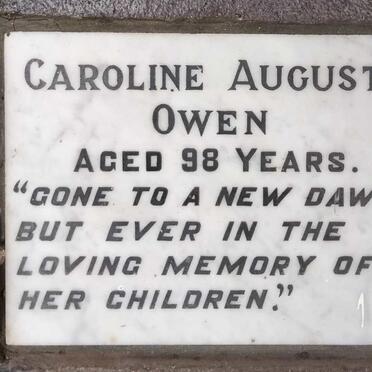 CAROLINE AUGUST
OWEN
AGED 98 YEARS.
"GONE TO A NEW DAW
BUT EVER IN THE
LOVING MEMORY OF
HER CHILDREN."